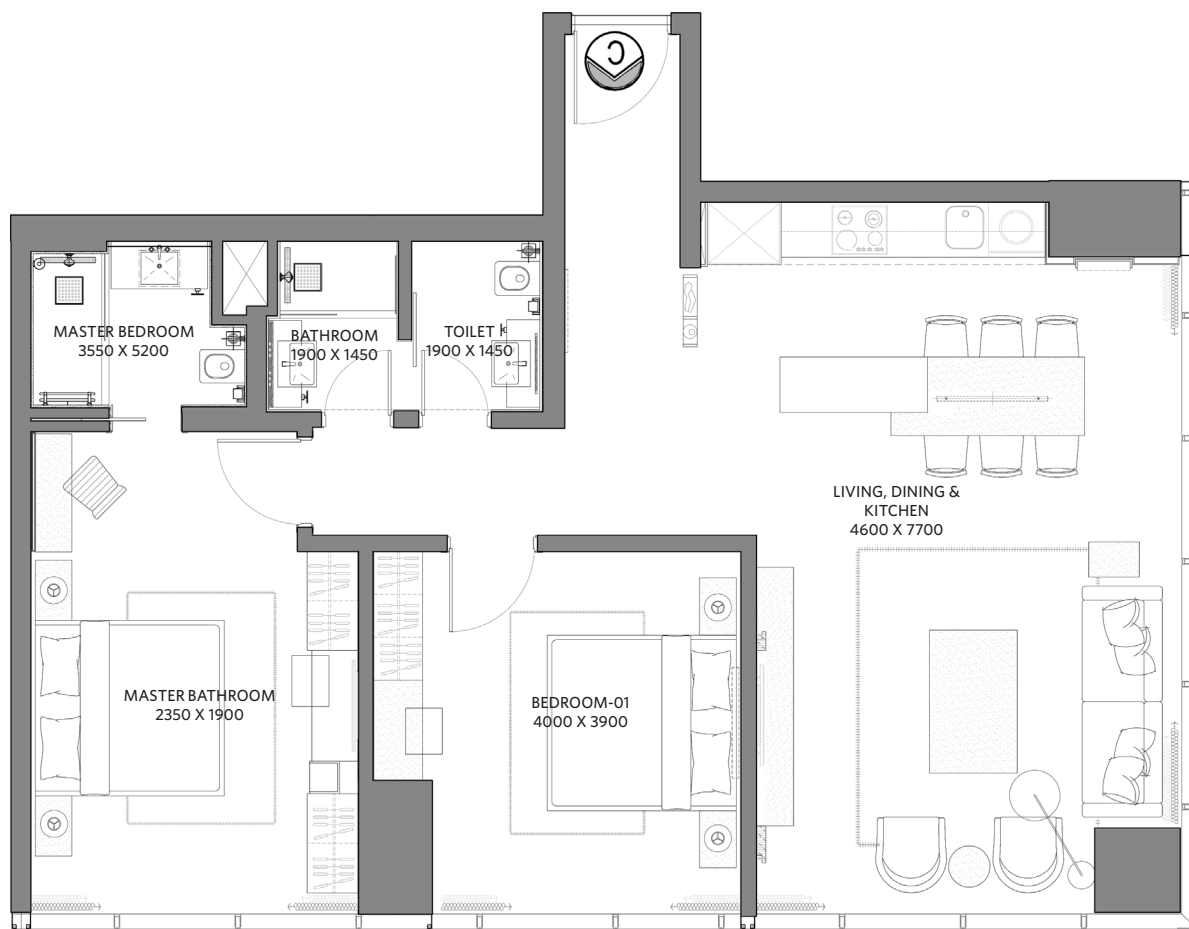 C
MASTER BEDROOM
3550 X 5200
BATHROOM
1900 X 1450
TOILET
1900 X 1450
LIVING, DINING &
KITCHEN
4600 X 7700
MASTER BATHROOM
2350 X 1900
BEDROOM-01
4000 X 3900